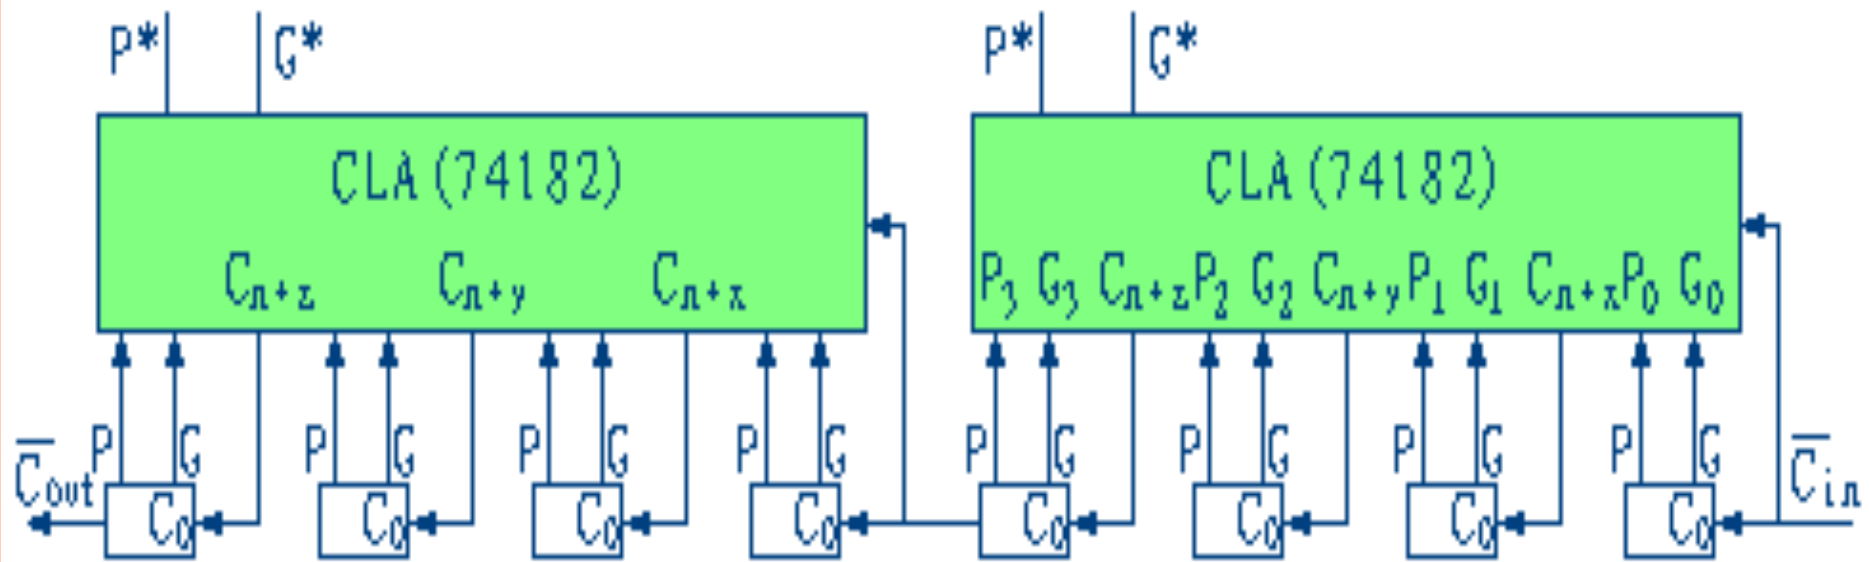 P* G* P* G*
CLA (74182) CLA (74182)
Cn+z Cn+y Cn+x P3 G3 Cn+z P2 G2 Cn+y P1 G1 Cn+x P0 G0
P G P G P G P G P G P G P G P G
C̅out C0 C0 C0 C0 C0 C0 C0 C0 C̅in